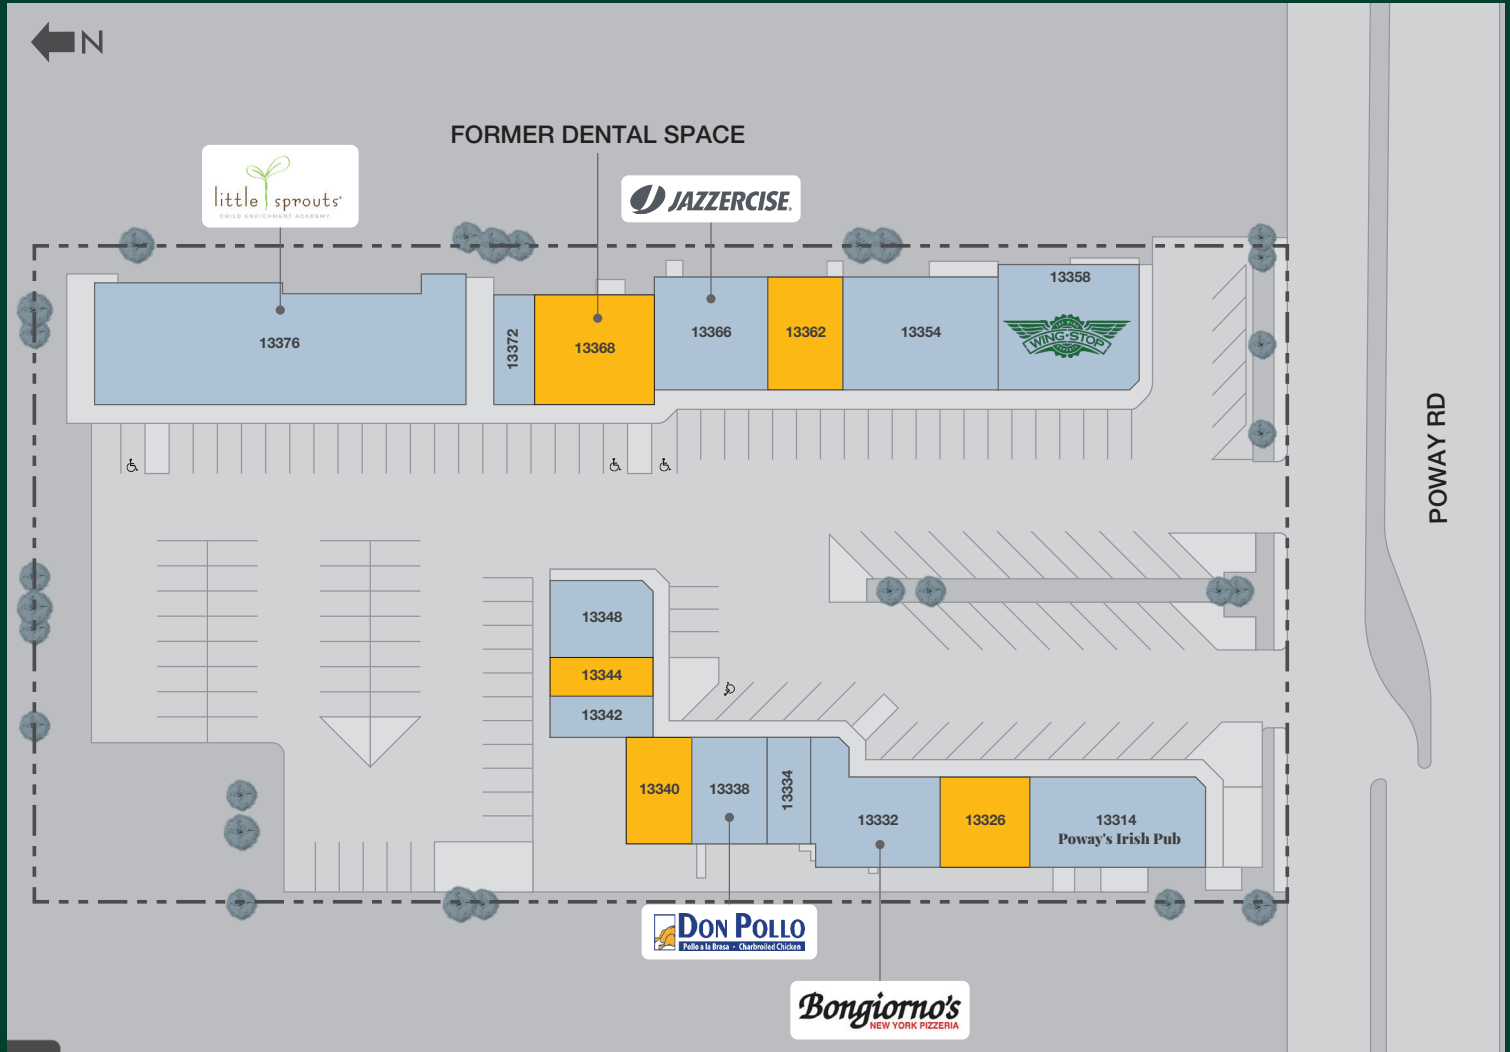 N
FORMER DENTAL SPACE
little sprouts
CHILD ENRICHMENT ACADEMY
JAZZERCISE
13376
13372
13368
13366
13362
13354
13358
WING·STOP
POWAY RD
13348
13344
13342
13340
13338
13334
13332
13326
13314
Poway's Irish Pub
DON POLLO
Pollo a la Brasa • Charbroiled Chicken
Bongiorno's
NEW YORK PIZZERIA